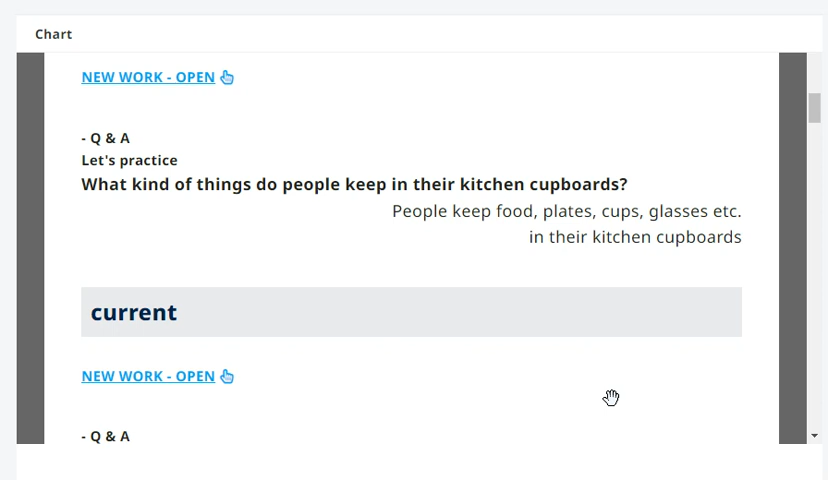 Chart
NEW WORK - OPEN
- Q & A
Let's practice
What kind of things do people keep in their kitchen cupboards?
People keep food, plates, cups, glasses etc.
in their kitchen cupboards
current
NEW WORK - OPEN
- Q & A